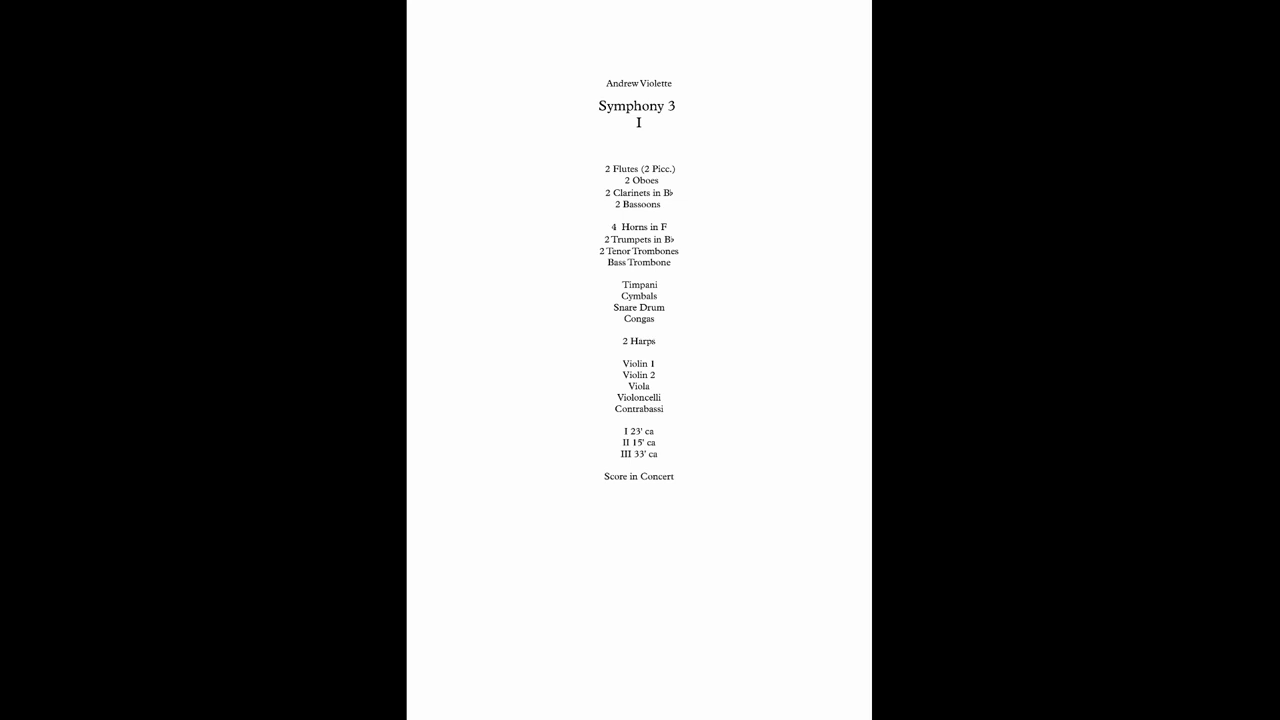 Andrew Violette
Symphony 3
I
2 Flutes (2 Picc.)
2 Oboes
2 Clarinets in B♭
2 Bassoons
4 Horns in F
2 Trumpets in B♭
2 Tenor Trombones
Bass Trombone
Timpani
Cymbals
Snare Drum
Congas
2 Harps
Violin 1
Violin 2
Viola
Violoncelli
Contrabassi
I 23' ca
II 15' ca
III 33' ca
Score in Concert